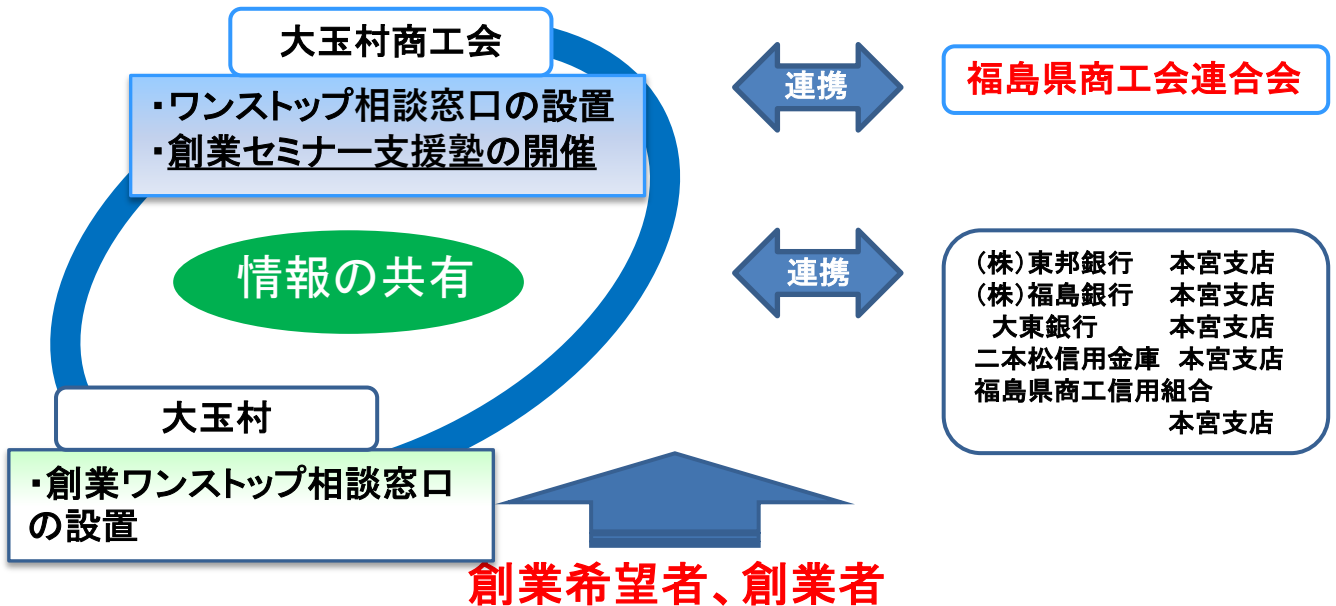 大玉村商工会
・ワンストップ相談窓口の設置
・創業セミナー支援塾の開催
情報の共有
大玉村
・創業ワンストップ相談窓口
の設置
連携
福島県商工会連合会
連携
（株）東邦銀行 本宮支店
（株）福島銀行 本宮支店
大東銀行 本宮支店
二本松信用金庫 本宮支店
福島県商工信用組合
本宮支店
創業希望者、創業者